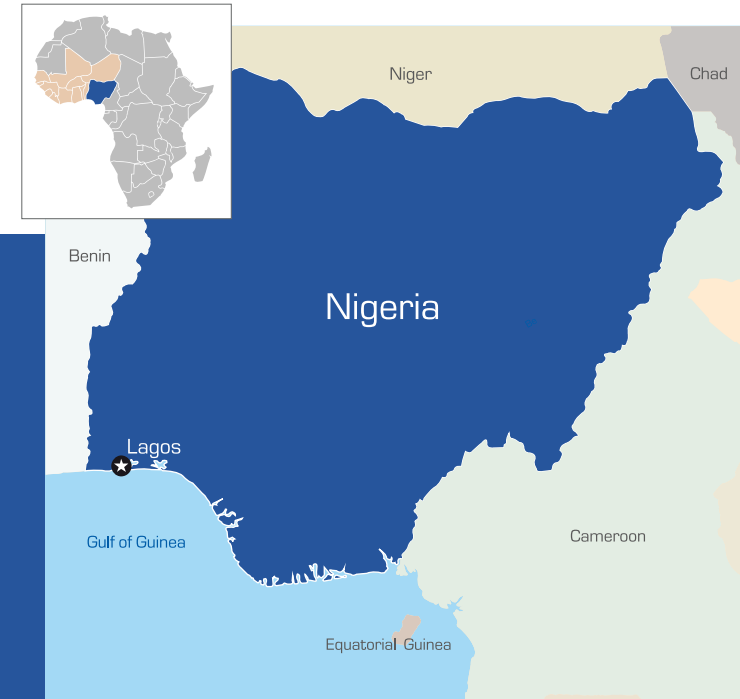 Niger
Chad
Benin
Nigeria
Lagos
Gulf of Guinea
Cameroon
Equatorial Guinea